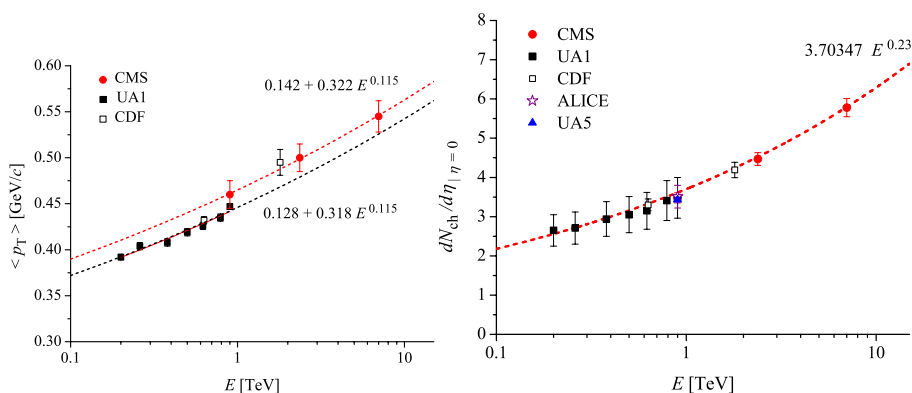 CMS
UA1
CDF
0.142 + 0.322 E^0.115
0.128 + 0.318 E^0.115
0.60
0.55
0.50
0.45
0.40
0.35
0.30
0.1
1
10
< p_T > [GeV/c]
E [TeV]
CMS
UA1
CDF
ALICE
UA5
3.70347 E^0.23
8
7
6
5
4
3
2
1
0
0.1
1
10
dN_ch/dη| η = 0
E [TeV]